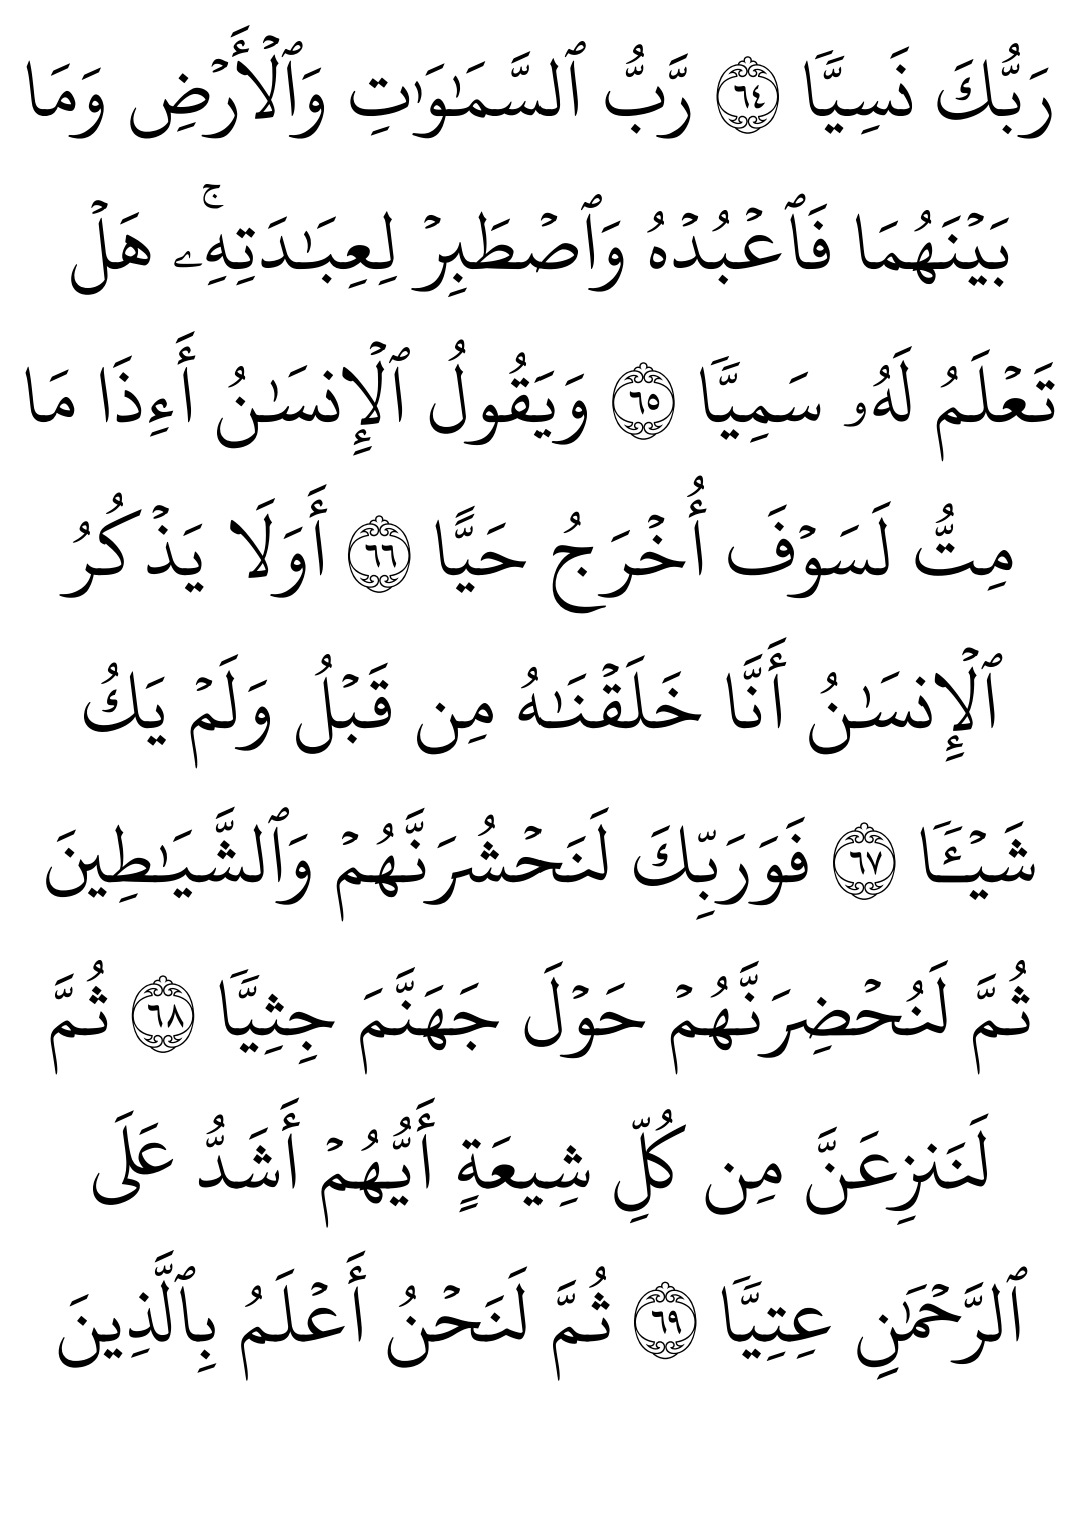 رَبُّكَ نَسِيࣰّا ٦٤ رَّبُّ ٱلسَّمَـٰوَ ٰتِ وَٱلۡأَرۡضِ وَمَا
بَيۡنَهُمَا فَٱعۡبُدۡهُ وَٱصۡطَبِرۡ لِعِبَـٰدَتِهِۦۚ هَلۡ
تَعۡلَمُ لَهُۥ سَمِيࣰّا ٦٥ وَيَقُولُ ٱلۡإِنسَـٰنُ أَءِذَا مَا
مِتُّ لَسَوۡفَ أُخۡرَجُ حَيًّا ٦٦ أَوَلَا يَذۡكُرُ
ٱلۡإِنسَـٰنُ أَنَّا خَلَقۡنَـٰهُ مِن قَبۡلُ وَلَمۡ يَكُ
شَيۡـࣰٔا ٦٧ فَوَرَبِّكَ لَنَحۡشُرَنَّهُمۡ وَٱلشَّيَـٰطِينَ
ثُمَّ لَنُحۡضِرَنَّهُمۡ حَوۡلَ جَهَنَّمَ جِثِيࣰّا ٦٨ ثُمَّ
لَنَنزِعَنَّ مِن كُلِّ شِيعَةٍ أَيُّهُمۡ أَشَدُّ عَلَى
ٱلرَّحۡمَـٰنِ عِتِيࣰّا ٦٩ ثُمَّ لَنَحۡنُ أَعۡلَمُ بِٱلَّذِينَ